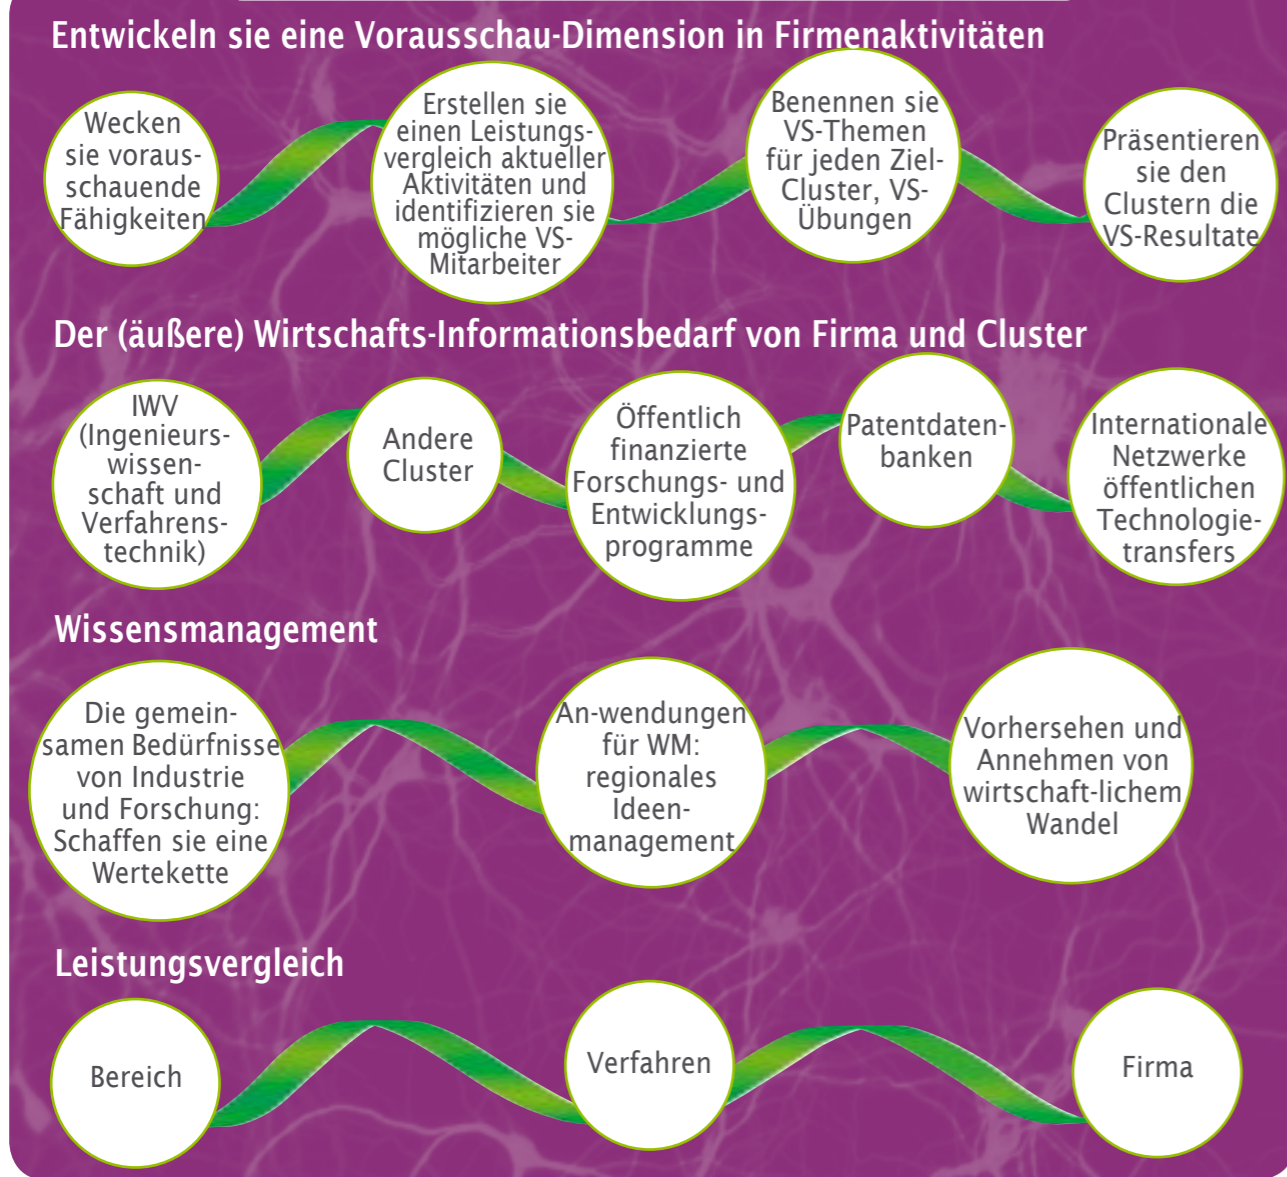 Entwickeln sie eine Vorausschau-Dimension in Firmenaktivitäten
Wecken
sie voraus-
schauende
Fähigkeiten
Erstellen sie
einen Leistungs-
vergleich aktueller
Aktivitäten und
identifizieren sie
mögliche VS-
Mitarbeiter
Benennen sie
VS-Themen
für jeden Ziel-
Cluster, VS-
Übungen
Präsentieren
sie den
Clustern die
VS-Resultate
Der (äußere) Wirtschafts-Informationsbedarf von Firma und Cluster
IWV
(Ingenieurs-
wissen-
schaft und
Verfahrens-
technik)
Andere
Cluster
Öffentlich
finanzierte
Forschungs- und
Entwicklungs-
programme
Patentdaten-
banken
Internationale
Netzwerke
öffentlichen
Technologie-
transfers
Wissensmanagement
Die gemein-
samen Bedürfnisse
von Industrie
und Forschung:
Schaffen sie eine
Wertekette
An-wendungen
für WM:
regionales
Ideen-
management
Vorhersehen und
Annehmen von
wirtschaft-lichem
Wandel
Leistungsvergleich
Bereich
Verfahren
Firma